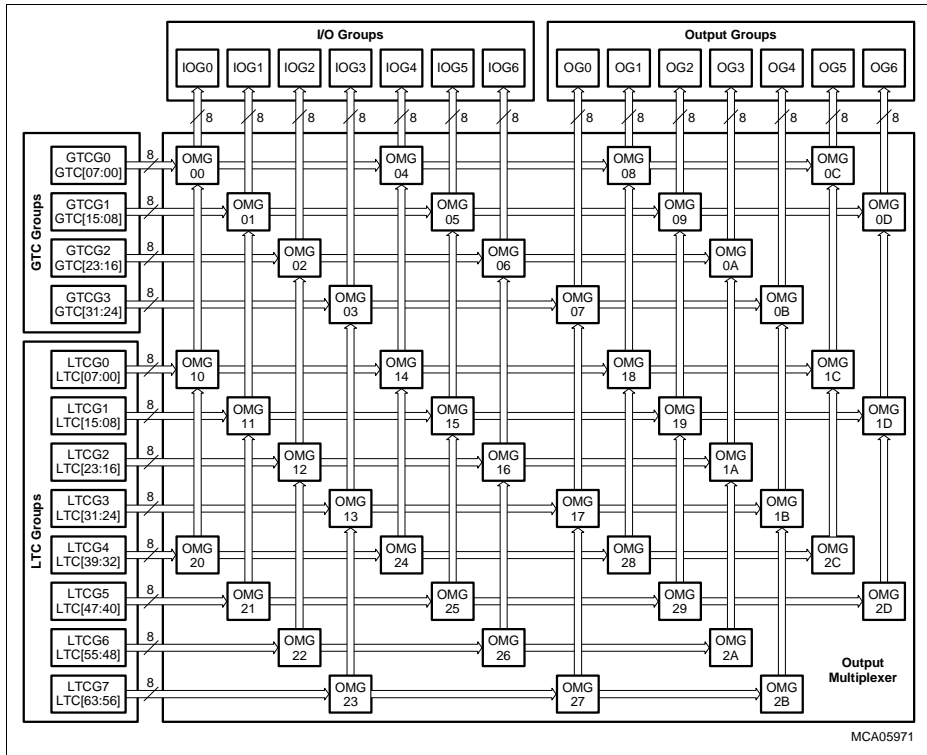 I/O Groups Output Groups
IOG0 IOG1 IOG2 IOG3 IOG4 IOG5 IOG6 OG0 OG1 OG2 OG3 OG4 OG5 OG6
8 8 8 8 8 8 8 8 8 8 8 8 8 8
GTC Groups
GTCG0 8 OMG OMG OMG OMG
GTC[07:00] 00 04 08 0C
GTCG1 8 OMG OMG OMG OMG
GTC[15:08] 01 05 09 0D
GTCG2 8 OMG OMG OMG
GTC[23:16] 02 06 0A
GTCG3 8 OMG OMG OMG
GTC[31:24] 03 07 0B
LTC Groups
LTCG0 8 OMG OMG OMG OMG
LTC[07:00] 10 14 18 1C
LTCG1 8 OMG OMG OMG OMG
LTC[15:08] 11 15 19 1D
LTCG2 8 OMG OMG OMG
LTC[23:16] 12 16 1A
LTCG3 8 OMG OMG OMG
LTC[31:24] 13 17 1B
LTCG4 8 OMG OMG OMG OMG
LTC[39:32] 20 24 28 2C
LTCG5 8 OMG OMG OMG OMG
LTC[47:40] 21 25 29 2D
LTCG6 8 OMG OMG OMG
LTC[55:48] 22 26 2A
LTCG7 8 OMG OMG OMG
LTC[63:56] 23 27 2B
Output
Multiplexer
MCA05971